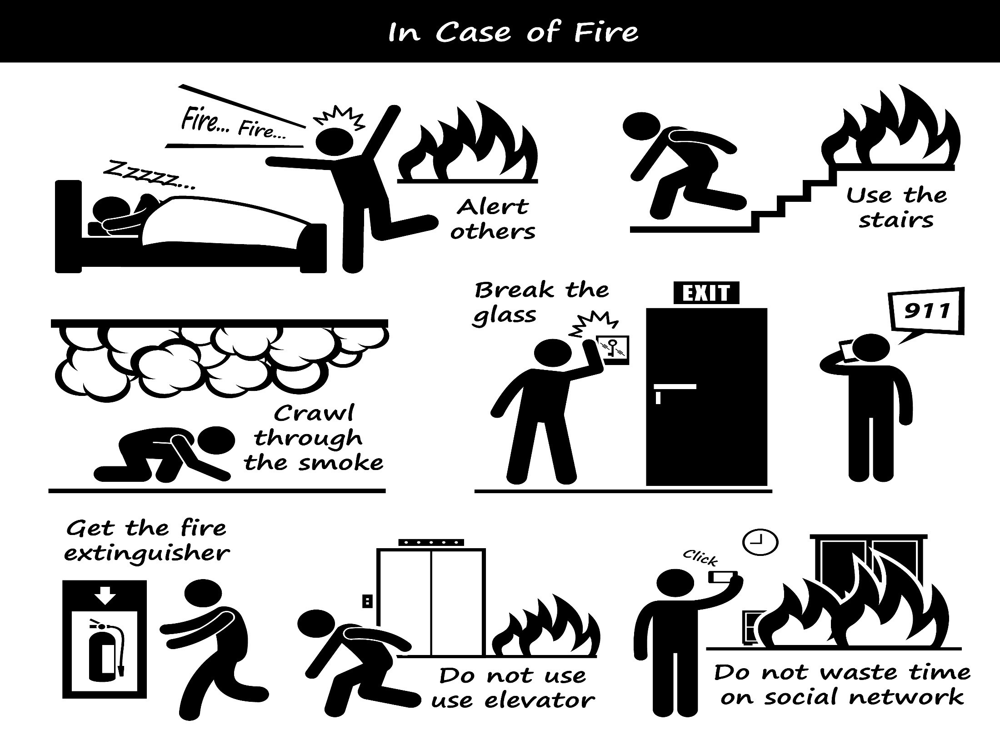 In Case of Fire
Fire... Fire...
Zzzzzz...
Alert
others
Use the
stairs
Break the
glass
EXIT
911
Crawl
through
the smoke
Get the fire
extinguisher
Do not use
use elevator
Click
Do not waste time
on social network